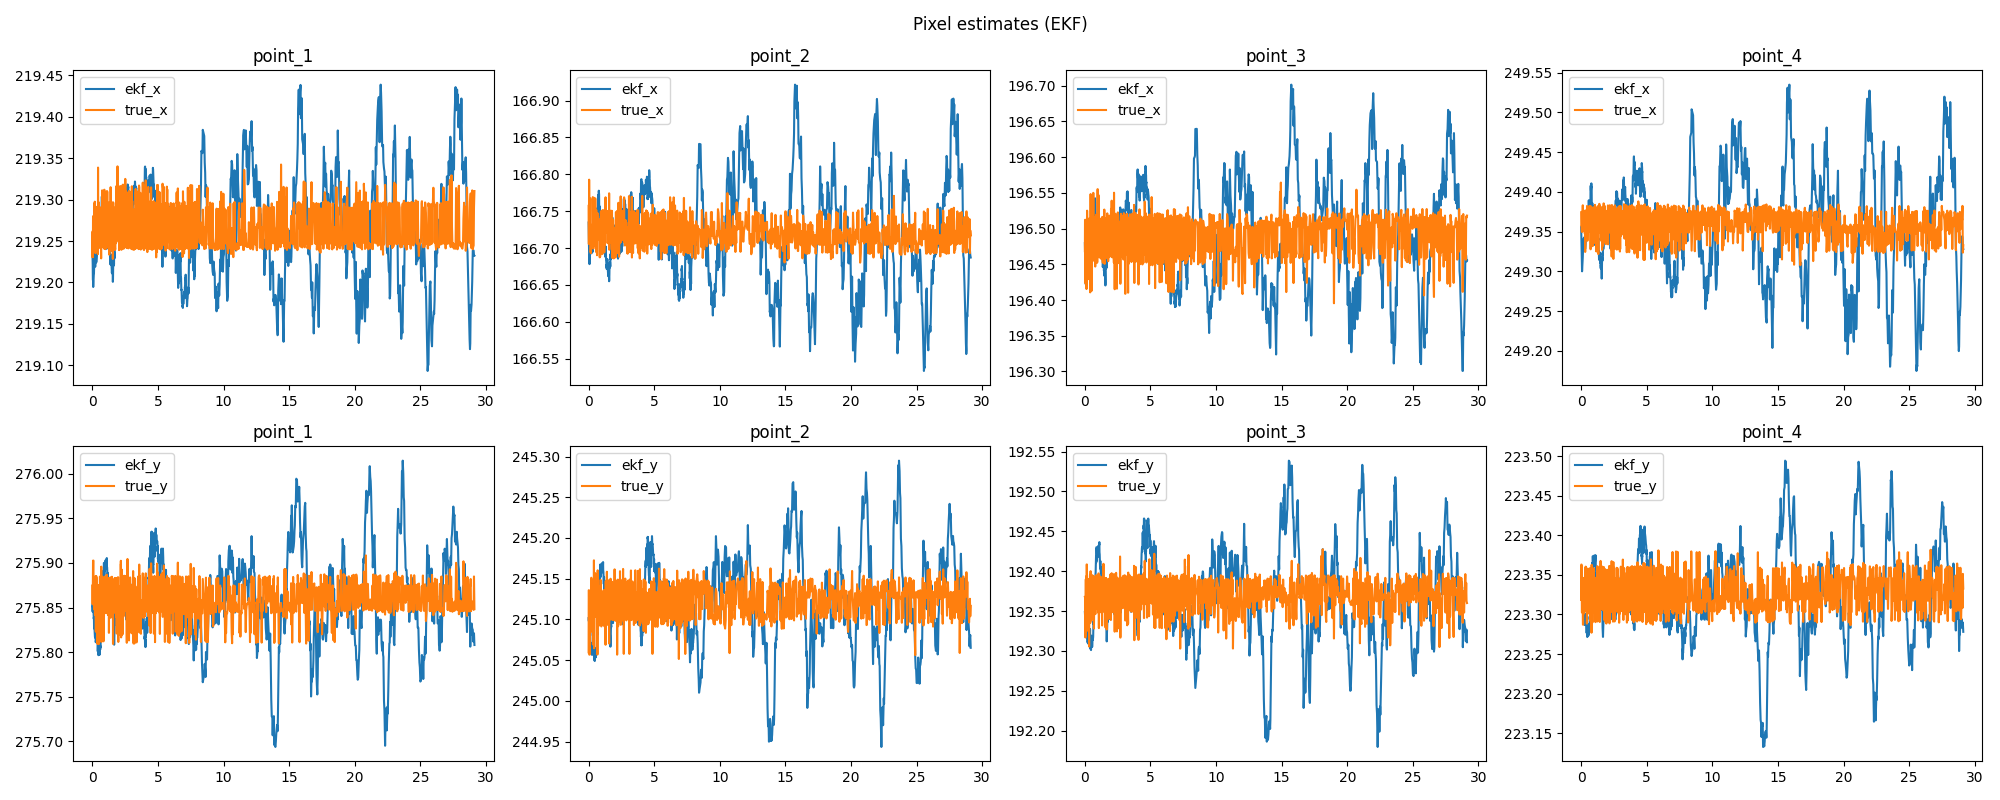 Pixel estimates (EKF)
point_1
ekf_x
true_x
219.45
219.40
219.35
219.30
219.25
219.20
219.15
219.10
0 5 10 15 20 25 30
point_2
ekf_x
true_x
166.90
166.85
166.80
166.75
166.70
166.65
166.60
166.55
0 5 10 15 20 25 30
point_3
ekf_x
true_x
196.70
196.65
196.60
196.55
196.50
196.45
196.40
196.35
196.30
0 5 10 15 20 25 30
point_4
ekf_x
true_x
249.55
249.50
249.45
249.40
249.35
249.30
249.25
249.20
0 5 10 15 20 25 30
point_1
ekf_y
true_y
276.00
275.95
275.90
275.85
275.80
275.75
275.70
0 5 10 15 20 25 30
point_2
ekf_y
true_y
245.30
245.25
245.20
245.15
245.10
245.05
245.00
244.95
0 5 10 15 20 25 30
point_3
ekf_y
true_y
192.55
192.50
192.45
192.40
192.35
192.30
192.25
192.20
0 5 10 15 20 25 30
point_4
ekf_y
true_y
223.50
223.45
223.40
223.35
223.30
223.25
223.20
223.15
0 5 10 15 20 25 30